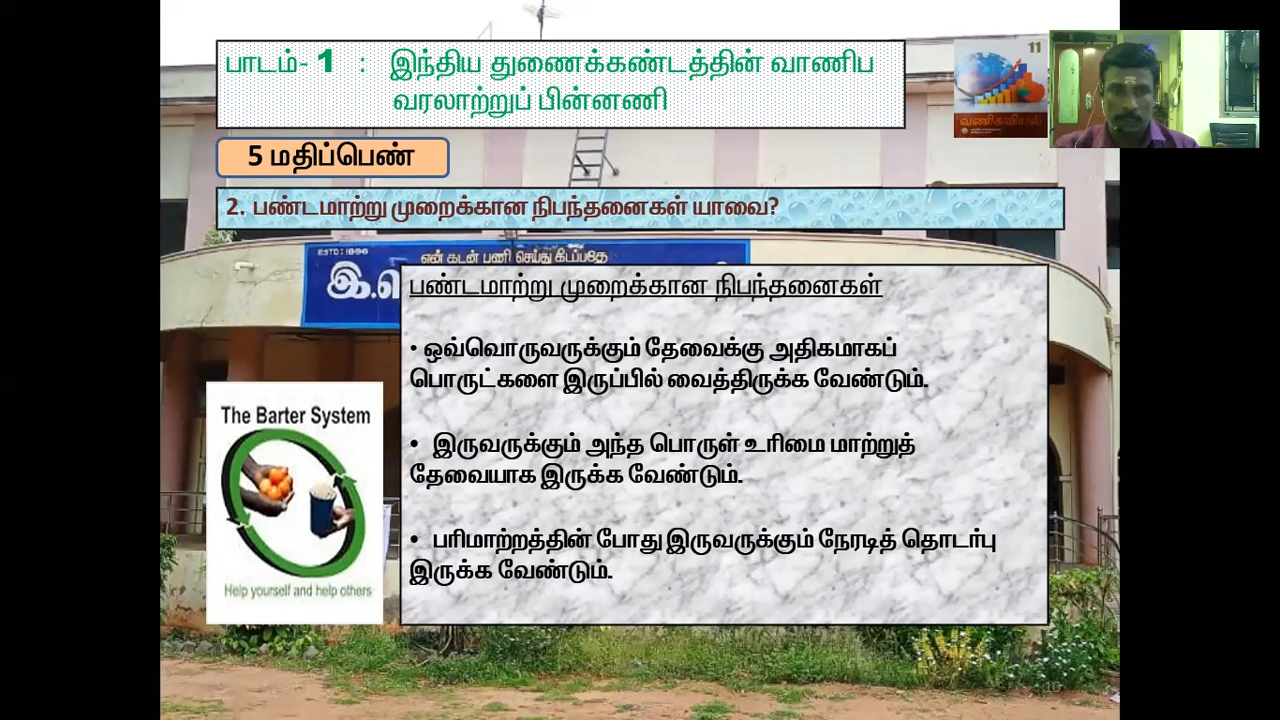 பாடம்- 1 : இந்திய துணைக்கண்டத்தின் வாணிப
வரலாற்றுப் பின்னணி
11
வணிகவியல்
5 மதிப்பெண்
2. பண்டமாற்று முறைக்கான நிபந்தனைகள் யாவை?
ESTD : 1896
என் கடன் பணி செய்து கிடப்பதே
பண்டமாற்று முறைக்கான நிபந்தனைகள்
• ஒவ்வொருவருக்கும் தேவைக்கு அதிகமாகப்
பொருட்களை இருப்பில் வைத்திருக்க வேண்டும்.
• இருவருக்கும் அந்த பொருள் உரிமை மாற்றுத்
தேவையாக இருக்க வேண்டும்.
• பரிமாற்றத்தின் போது இருவருக்கும் நேரடித் தொடர்பு
இருக்க வேண்டும்.
The Barter System
Help yourself and help others
10